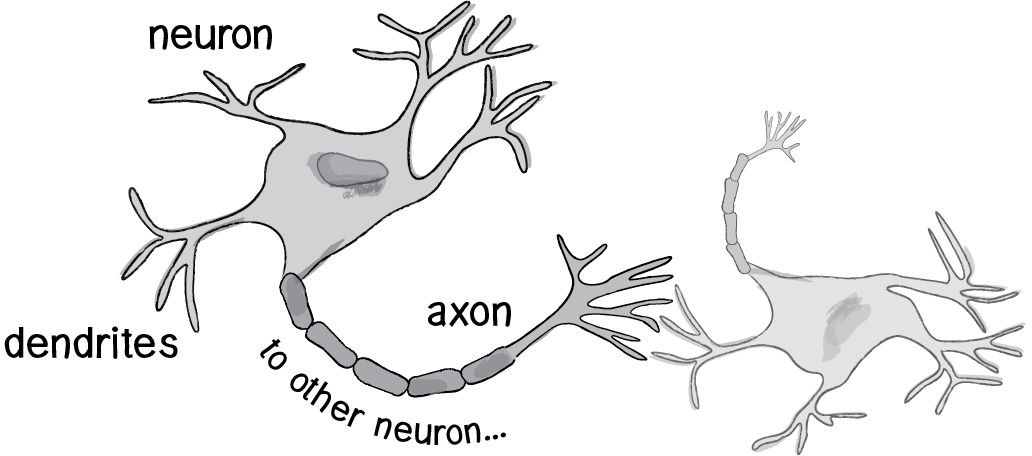 neuron
axon
dendrites
to other neuron...